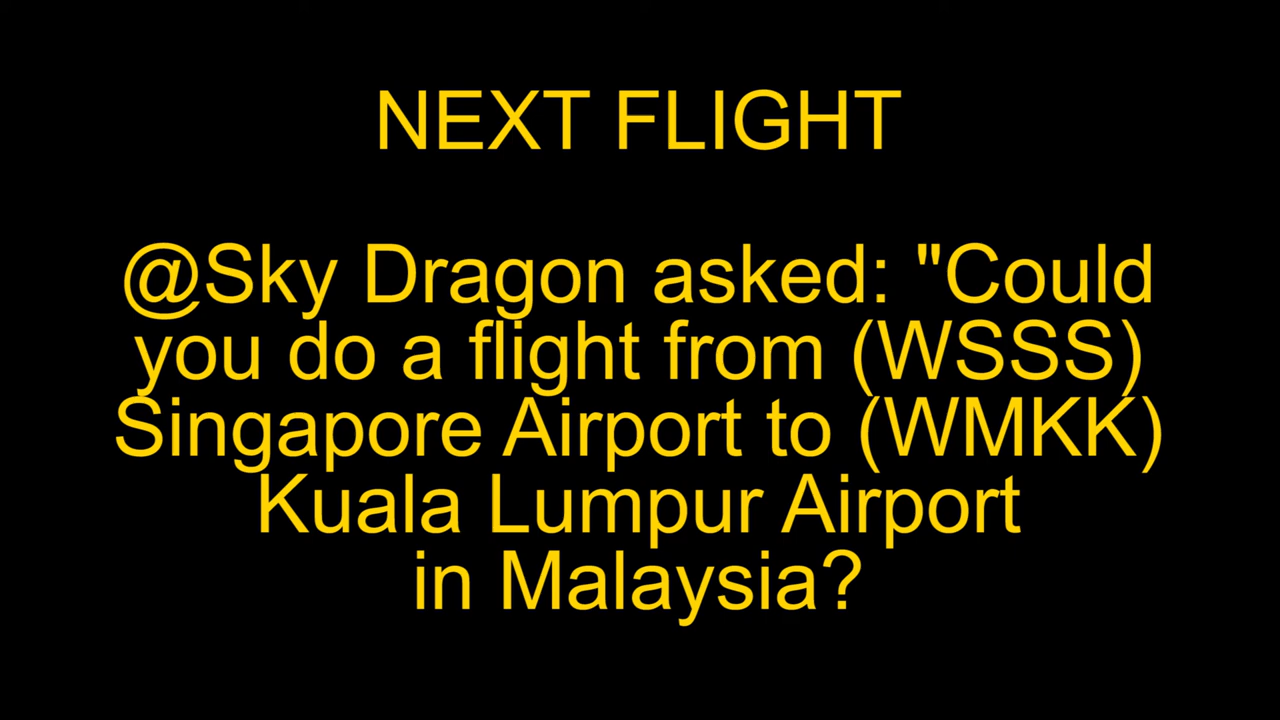 NEXT FLIGHT
@Sky Dragon asked: "Could
you do a flight from (WSSS)
Singapore Airport to (WMKK)
Kuala Lumpur Airport
in Malaysia?